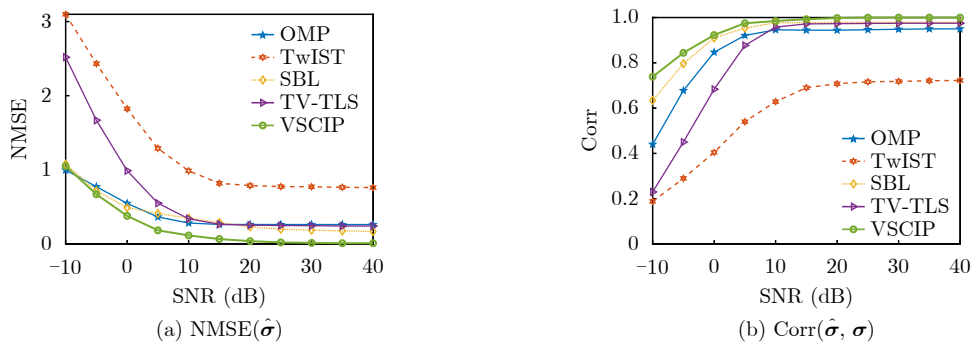 3
2
1
0
NMSE
−10
0
10
20
30
40
SNR (dB)
OMP
TwIST
SBL
TV-TLS
VSCIP
(a) NMSE(σ̂)
1.0
0.8
0.6
0.4
0.2
0.0
Corr
−10
0
10
20
30
40
SNR (dB)
OMP
TwIST
SBL
TV-TLS
VSCIP
(b) Corr(σ̂, σ)